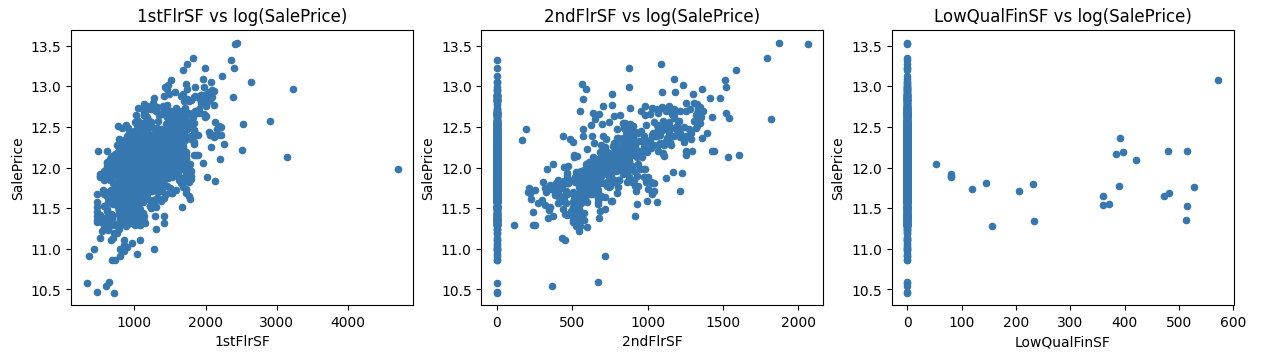 1stFlrSF vs log(SalePrice)
SalePrice
13.5
13.0
12.5
12.0
11.5
11.0
10.5
1000 2000 3000 4000
1stFlrSF
2ndFlrSF vs log(SalePrice)
SalePrice
13.5
13.0
12.5
12.0
11.5
11.0
10.5
0 500 1000 1500 2000
2ndFlrSF
LowQualFinSF vs log(SalePrice)
SalePrice
13.5
13.0
12.5
12.0
11.5
11.0
10.5
0 100 200 300 400 500 600
LowQualFinSF